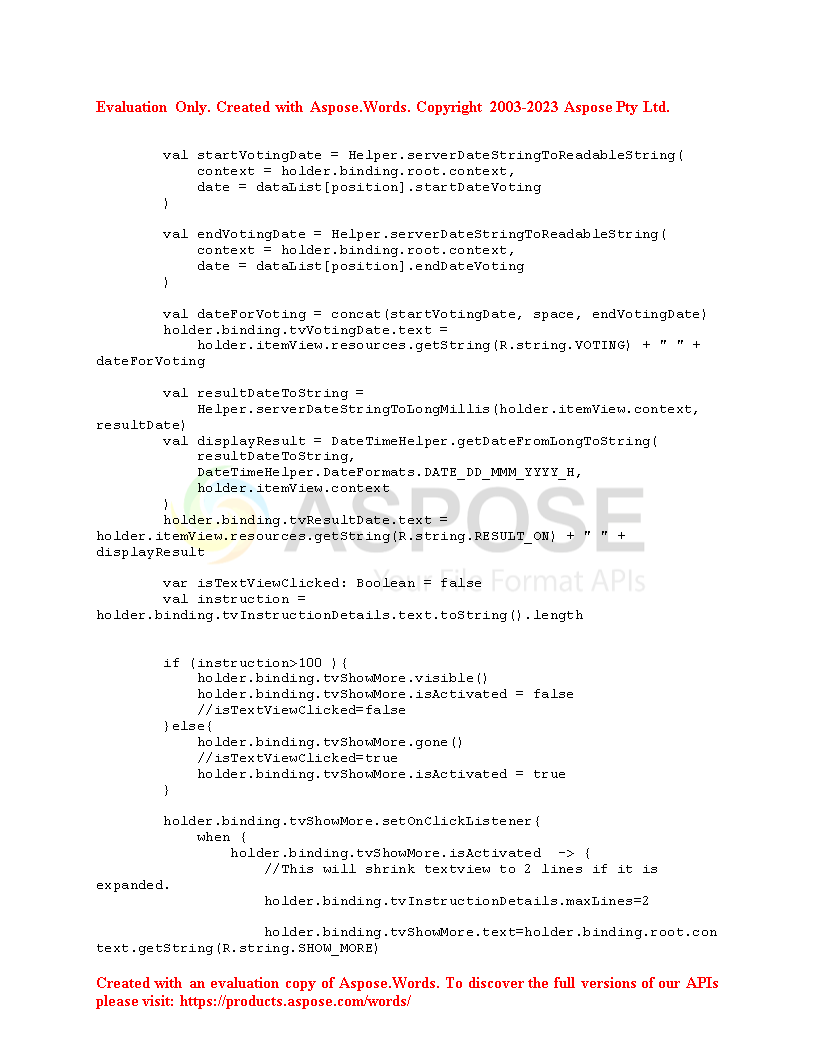 Evaluation Only. Created with Aspose.Words. Copyright 2003-2023 Aspose Pty Ltd.
val startVotingDate = Helper.serverDateStringToReadableString(
context = holder.binding.root.context,
date = dataList[position].startDateVoting
)
val endVotingDate = Helper.serverDateStringToReadableString(
context = holder.binding.root.context,
date = dataList[position].endDateVoting
)
val dateForVoting = concat(startVotingDate, space, endVotingDate)
holder.binding.tvVotingDate.text =
holder.itemView.resources.getString(R.string.VOTING) + " " +
dateForVoting
val resultDateToString =
Helper.serverDateStringToLongMillis(holder.itemView.context,
resultDate)
val displayResult = DateTimeHelper.getDateFromLongToString(
resultDateToString,
DateTimeHelper.DateFormats.DATE_DD_MMM_YYYY_H,
holder.itemView.context
)
holder.binding.tvResultDate.text =
holder.itemView.resources.getString(R.string.RESULT_ON) + " " +
displayResult
ASPOSE
Your File Format APIs
var isTextViewClicked: Boolean = false
val instruction =
holder.binding.tvInstructionDetails.text.toString().length
if (instruction>100 ){
holder.binding.tvShowMore.visible()
holder.binding.tvShowMore.isActivated = false
//isTextViewClicked=false
}else{
holder.binding.tvShowMore.gone()
//isTextViewClicked=true
holder.binding.tvShowMore.isActivated = true
}
holder.binding.tvShowMore.setOnClickListener{
when {
holder.binding.tvShowMore.isActivated  -> {
//This will shrink textview to 2 lines if it is
expanded.
holder.binding.tvInstructionDetails.maxLines=2
holder.binding.tvShowMore.text=holder.binding.root.con
text.getString(R.string.SHOW_MORE)
Created with an evaluation copy of Aspose.Words. To discover the full versions of our APIs
please visit: https://products.aspose.com/words/